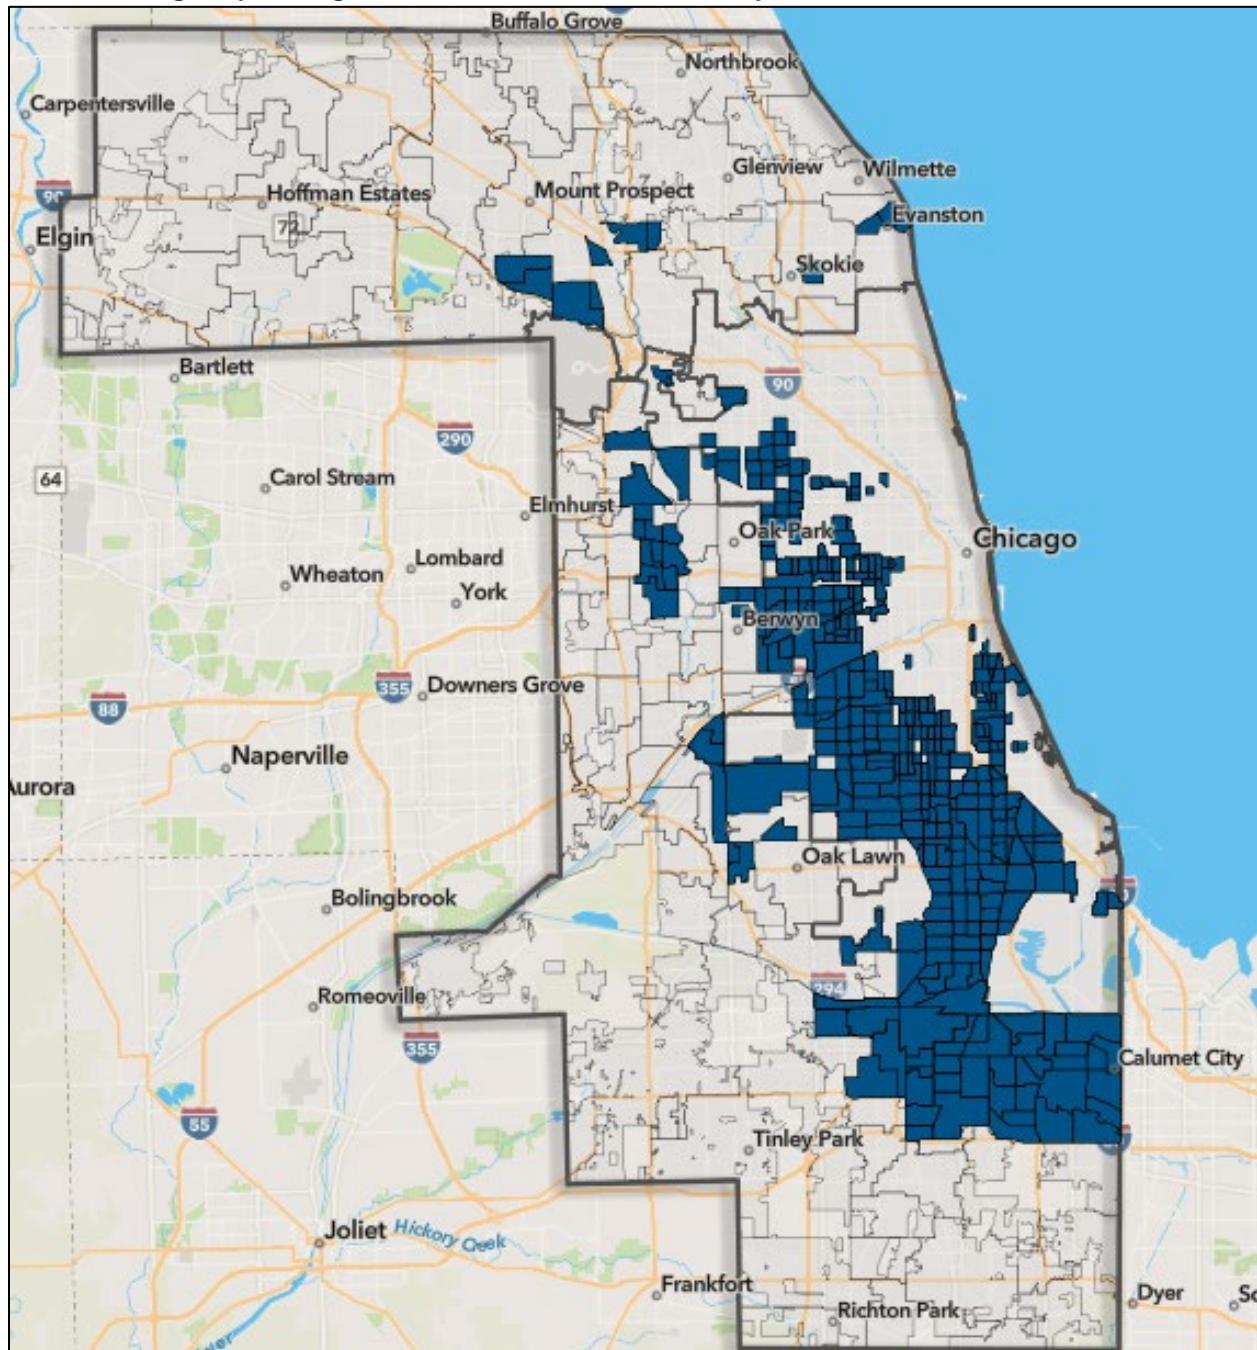 Buffalo Grove
Northbrook
Carpentersville
Glenview
Wilmette
90
Hoffman Estates
Mount Prospect
Evanston
72
Elgin
Skokie
Bartlett
90
290
64
Carol Stream
Elmhurst
Oak Park
Chicago
Lombard
Wheaton
York
Berwyn
355
Downers Grove
88
Naperville
Aurora
Oak Lawn
Bolingbrook
294
Romeoville
355
Calumet City
55
Tinley Park
Joliet
Hickory Creek
Frankfort
Dyer
Richton Park